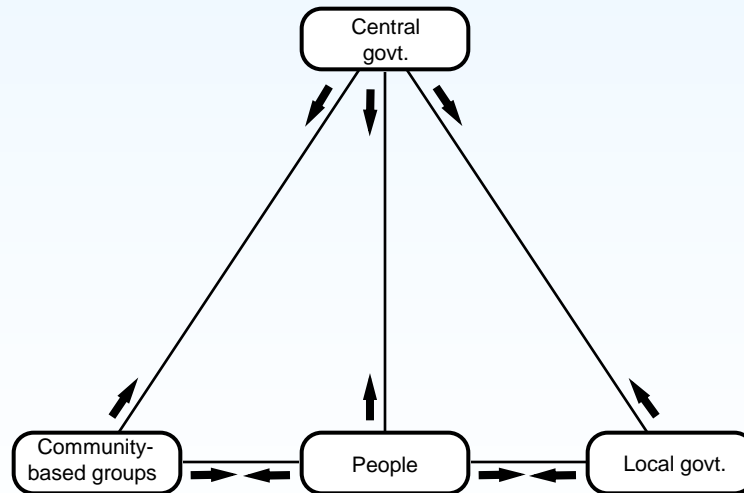 Central
govt.
Community-
based groups
People
Local govt.